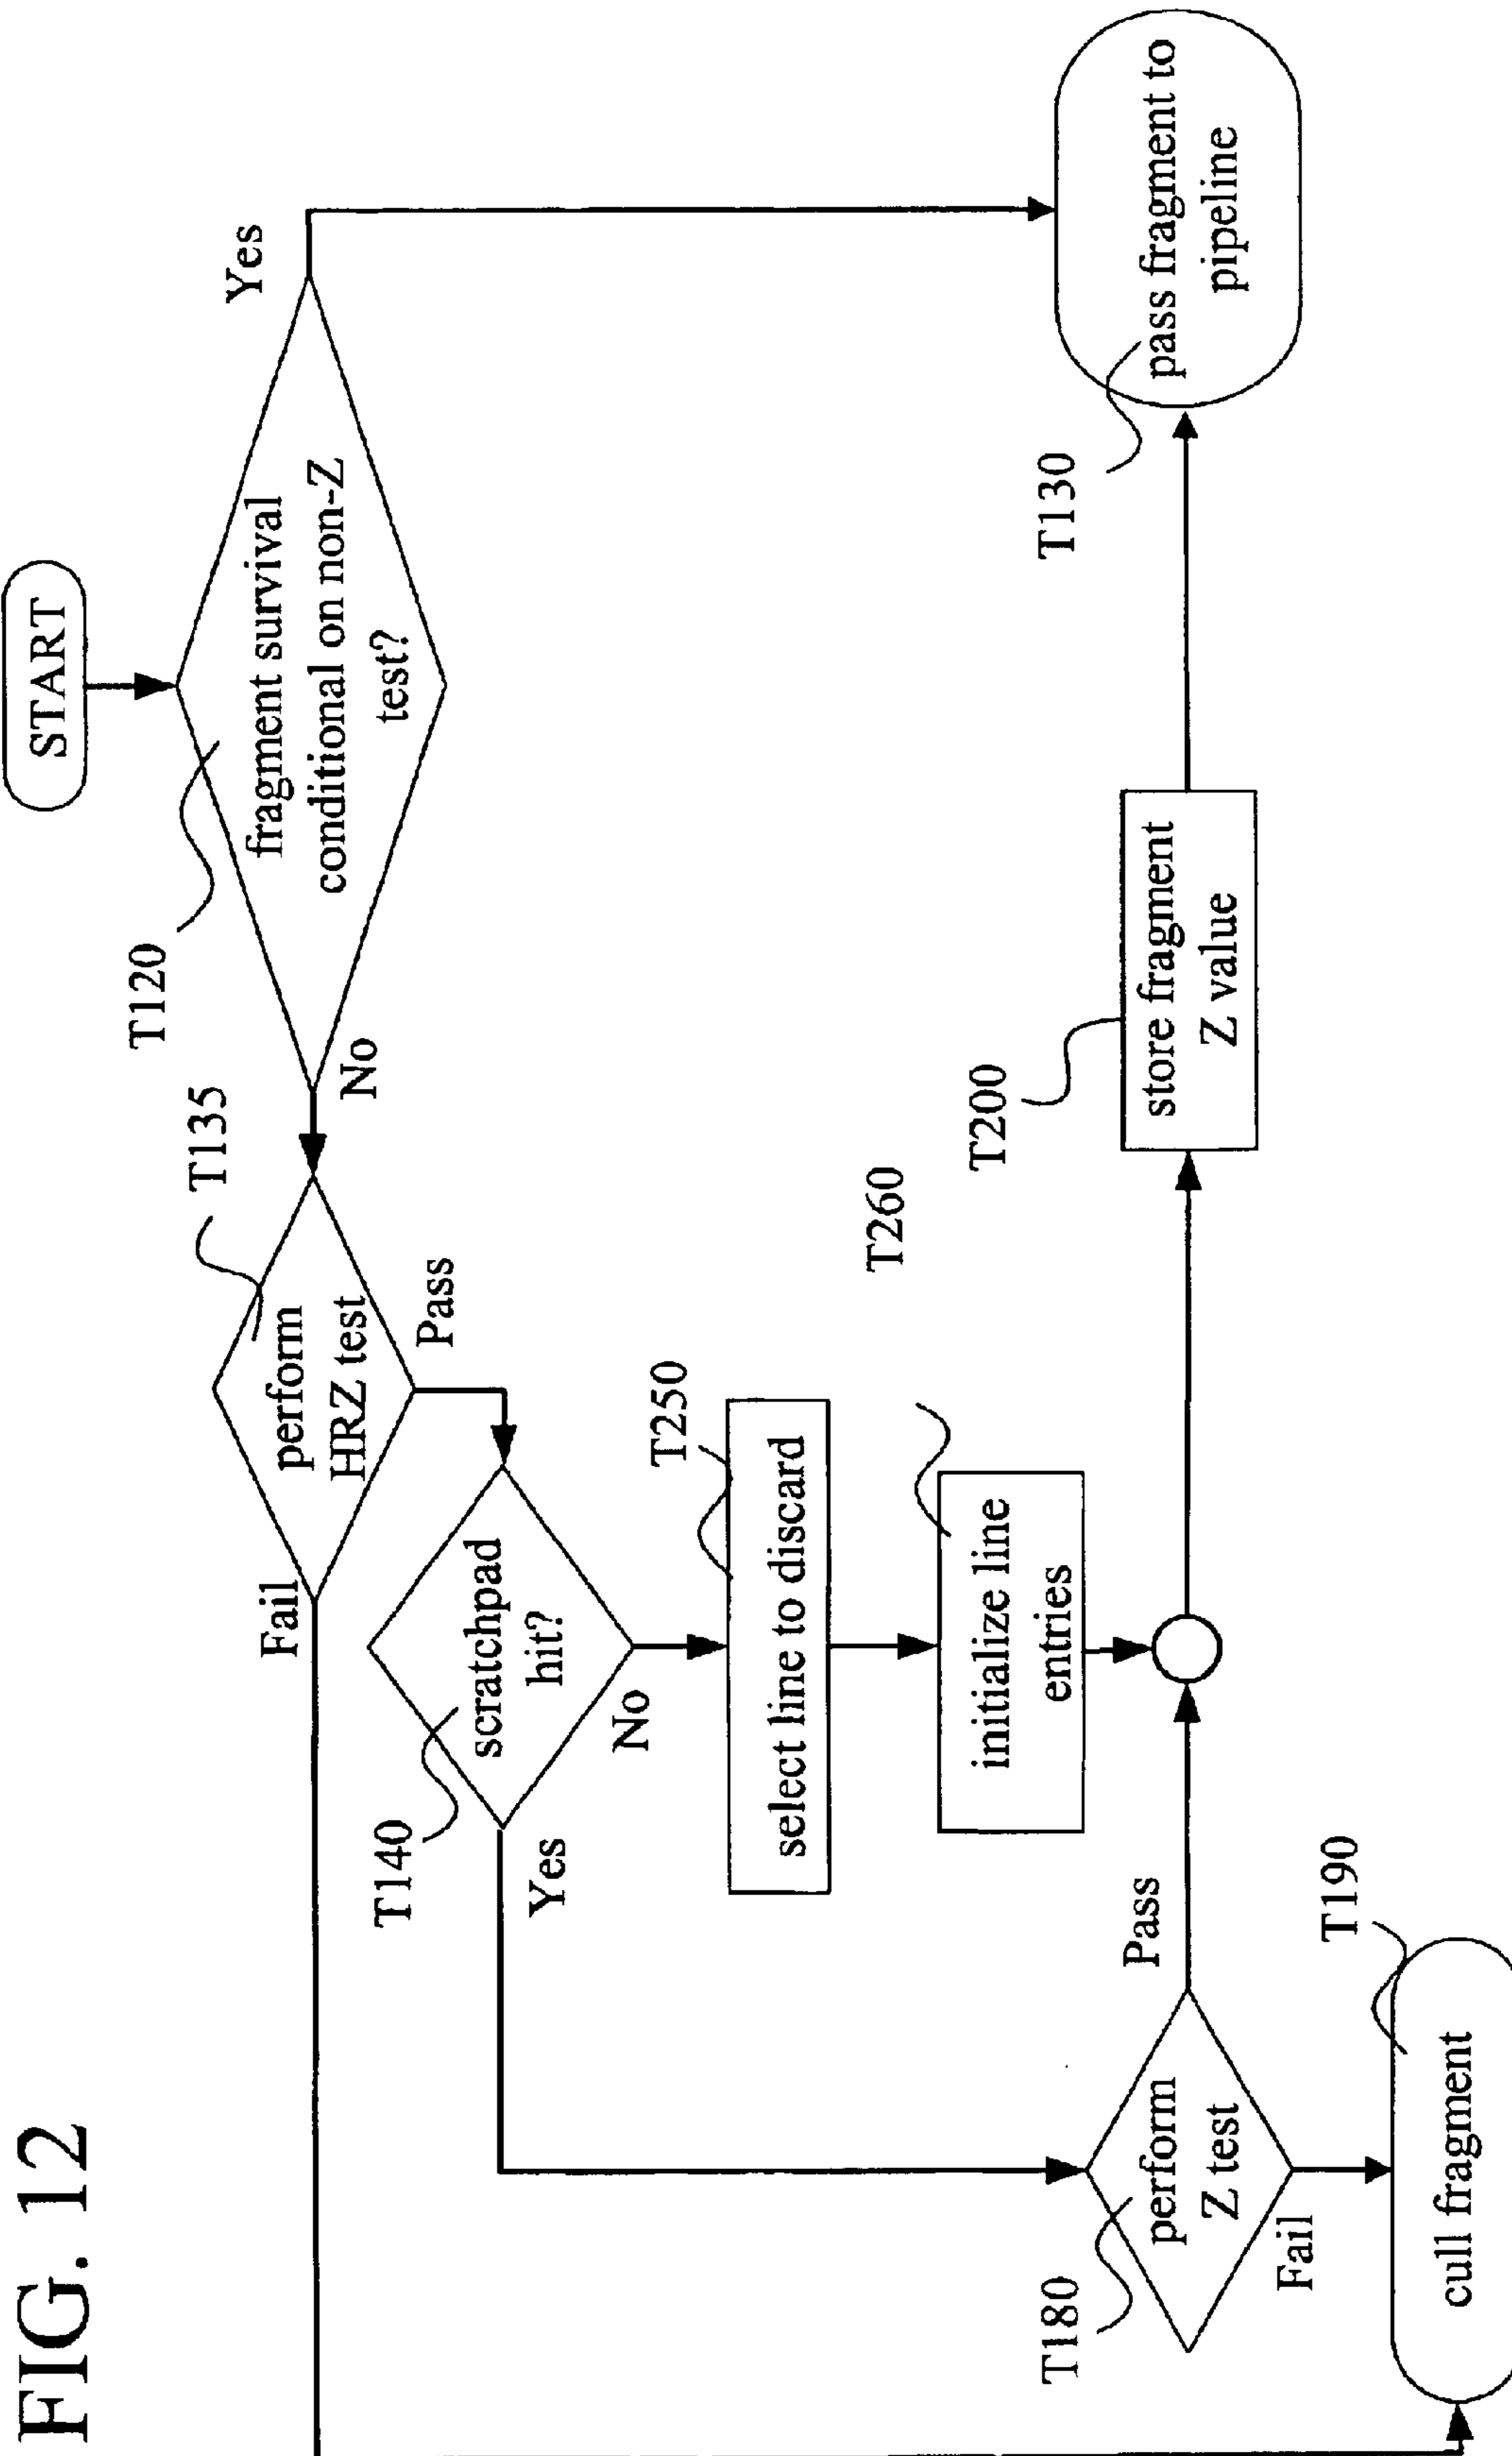 FIG. 12
START
T120
fragment survival
conditional on non-Z
test?
Yes
No
T135
perform
HRZ test
Fail
Pass
T140
scratchpad
hit?
Yes
No
T250
select line to discard
T260
initialize line
entries
T180
perform
Z test
Pass
Fail
T190
cull fragment
T200
store fragment
Z value
T130
pass fragment to
pipeline